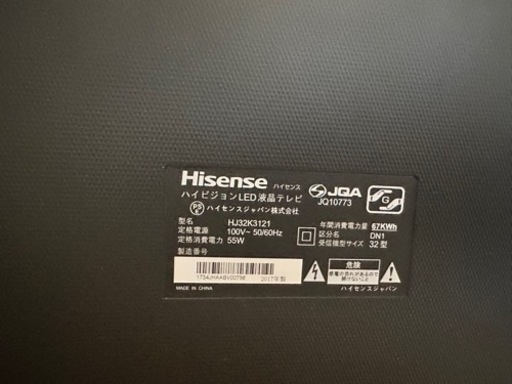 Hisense ハイセンス
JQA
JQ10773
ハイビジョンLED液晶テレビ
PS E ハイセンスジャパン株式会社
G
型名 HJ32K3121
定格電源 100V~ 50/60Hz
定格消費電力 55W
製造番号
年間消費電力量 67KWh
区分名 DN1
受信機型サイズ 32型
2017年製
MADE IN CHINA
危険
ハイセンスジャパン